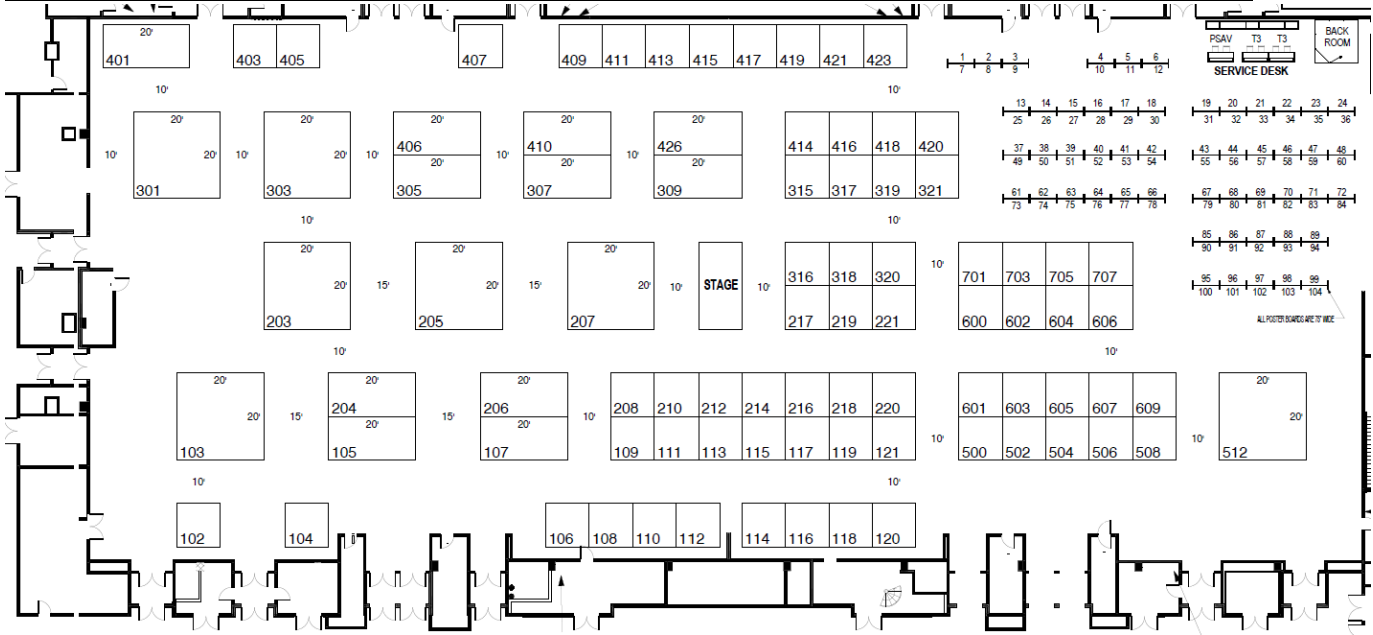 20'
401 403 405 407 409 411 413 415 417 419 421 423
1 2 3 4 5 6
7 8 9 10 11 12
PSAV T3 T3
SERVICE DESK
BACK
ROOM
10' 10'
13 14 15 16 17 18 19 20 21 22 23 24
25 26 27 28 29 30 31 32 33 34 35 36
20' 20' 20' 20' 20'
406 410 426 414 416 418 420
10' 20' 10' 20' 10' 10' 10'
37 38 39 40 41 42 43 44 45 46 47 48
49 50 51 52 53 54 55 56 57 58 59 60
20' 20' 20'
301 303 305 307 309 315 317 319 321
61 62 63 64 65 66 67 68 69 70 71 72
73 74 75 76 77 78 79 80 81 82 83 84
10' 10'
85 86 87 88 89
90 91 92 93 94
20' 20' 20'
10'
316 318 320 701 703 705 707
20' 15' 20' 15' 20' 10' STAGE 10'
95 96 97 98 99
100 101 102 103 104
203 205 207 217 219 221 600 602 604 606
ALL POSTER BOARDS ARE 78" WIDE
10' 10'
20' 20' 20' 20'
204 206 208 210 212 214 216 218 220 601 603 605 607 609
20' 15' 20' 15' 20' 10' 20'
10' 10'
103 105 107 109 111 113 115 117 119 121 500 502 504 506 508 512
10' 10'
102 104 106 108 110 112 114 116 118 120